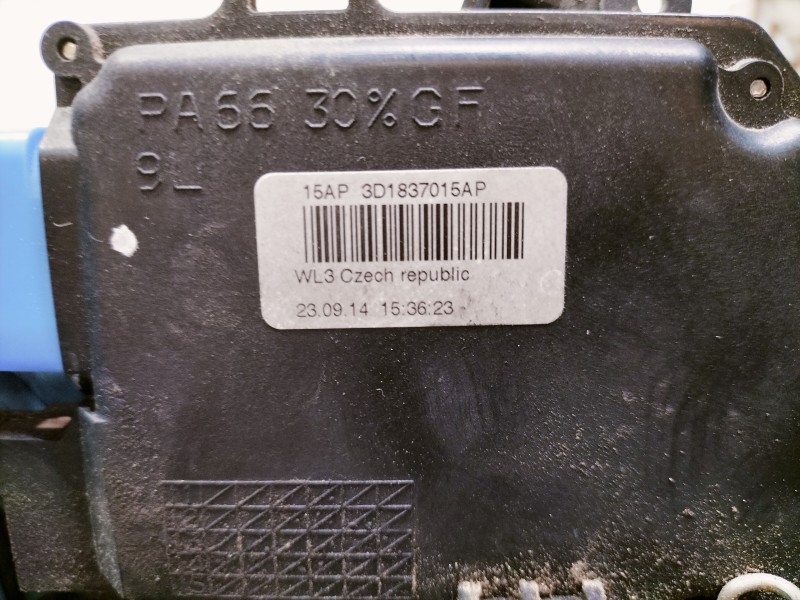 PA66 30%GF
9L
15AP 3D1837015AP
WL3 Czech republic
23.09.14 15:36:23